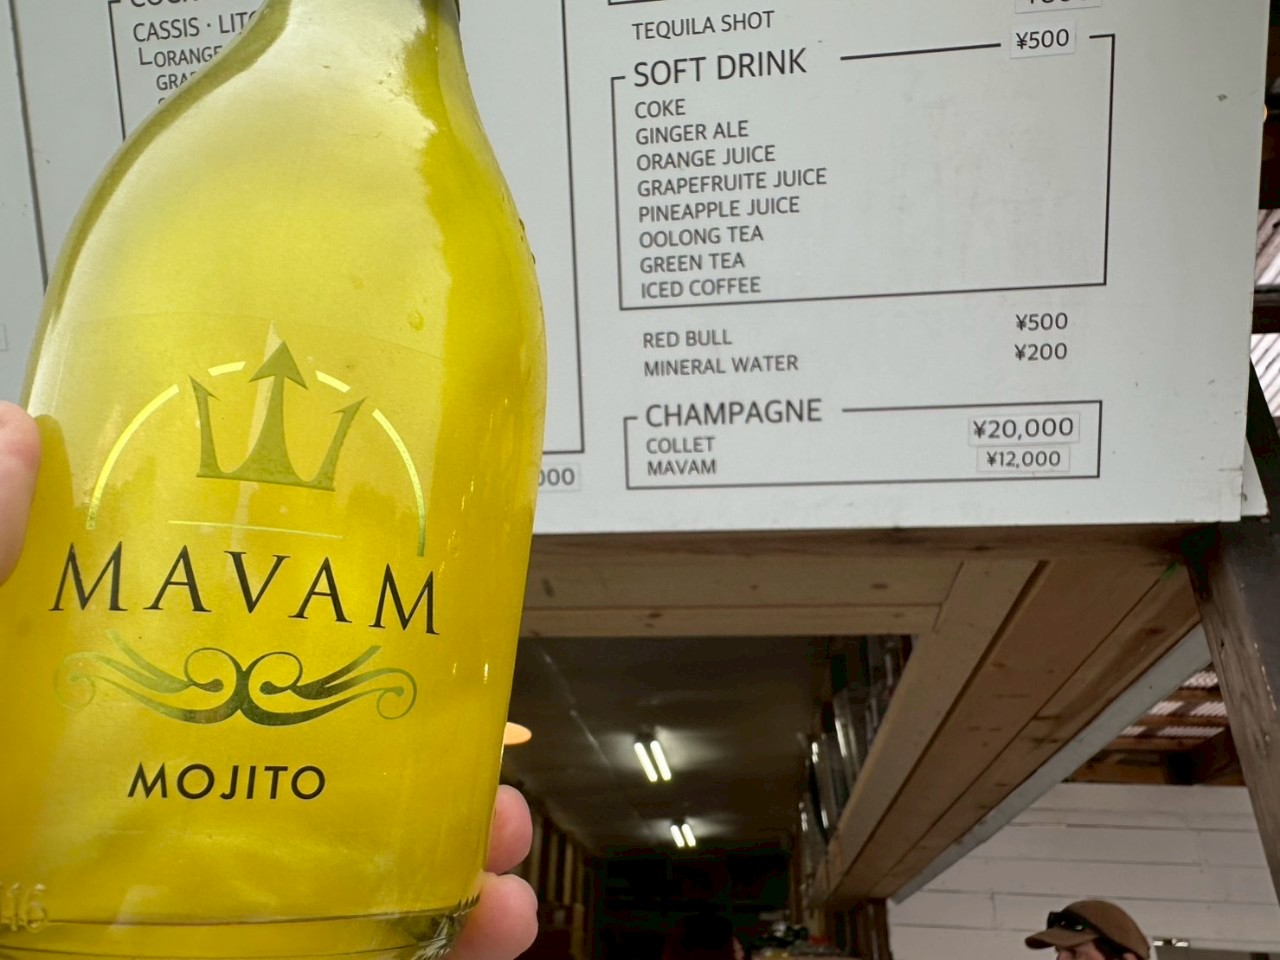 CASSIS · 
ORANGE
TEQUILA SHOT
SOFT DRINK ¥500
COKE
GINGER ALE
ORANGE JUICE
GRAPEFRUITE JUICE
PINEAPPLE JUICE
OOLONG TEA
GREEN TEA
ICED COFFEE
RED BULL ¥500
MINERAL WATER ¥200
CHAMPAGNE
COLLET ¥20,000
MAVAM ¥12,000
MAVAM
MOJITO